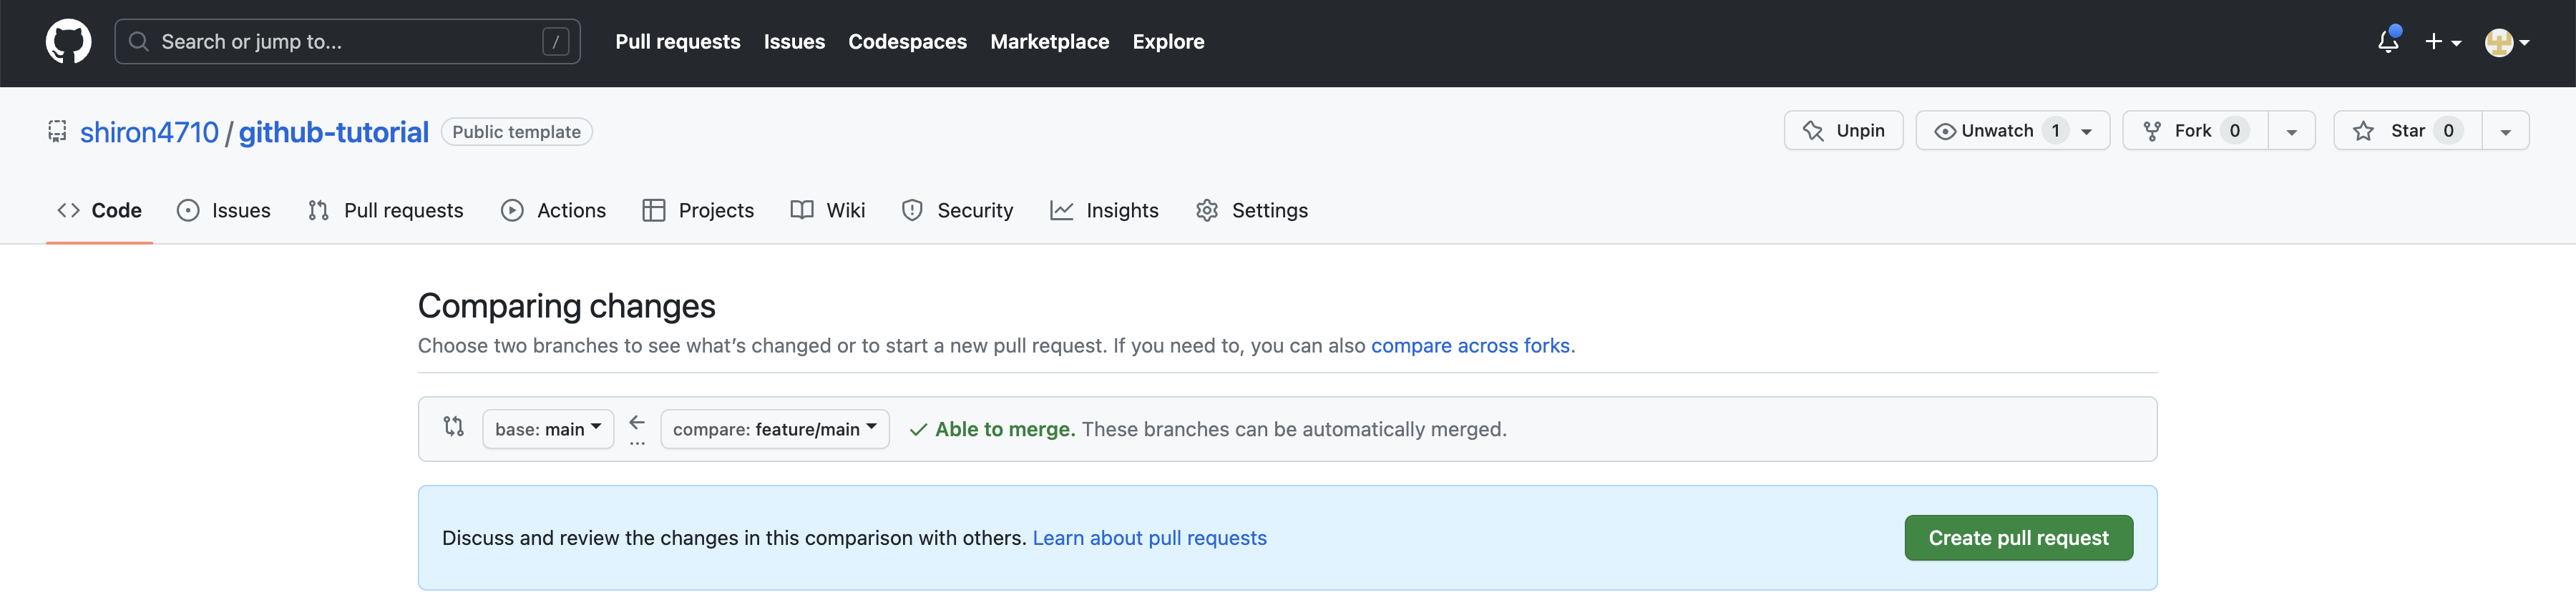 Search or jump to... / Pull requests Issues Codespaces Marketplace Explore
shiron4710 / github-tutorial Public template Unpin Unwatch 1 Fork 0 Star 0
Code Issues Pull requests Actions Projects Wiki Security Insights Settings
Comparing changes
Choose two branches to see what’s changed or to start a new pull request. If you need to, you can also compare across forks.
base: main ... compare: feature/main Able to merge. These branches can be automatically merged.
Discuss and review the changes in this comparison with others. Learn about pull requests Create pull request